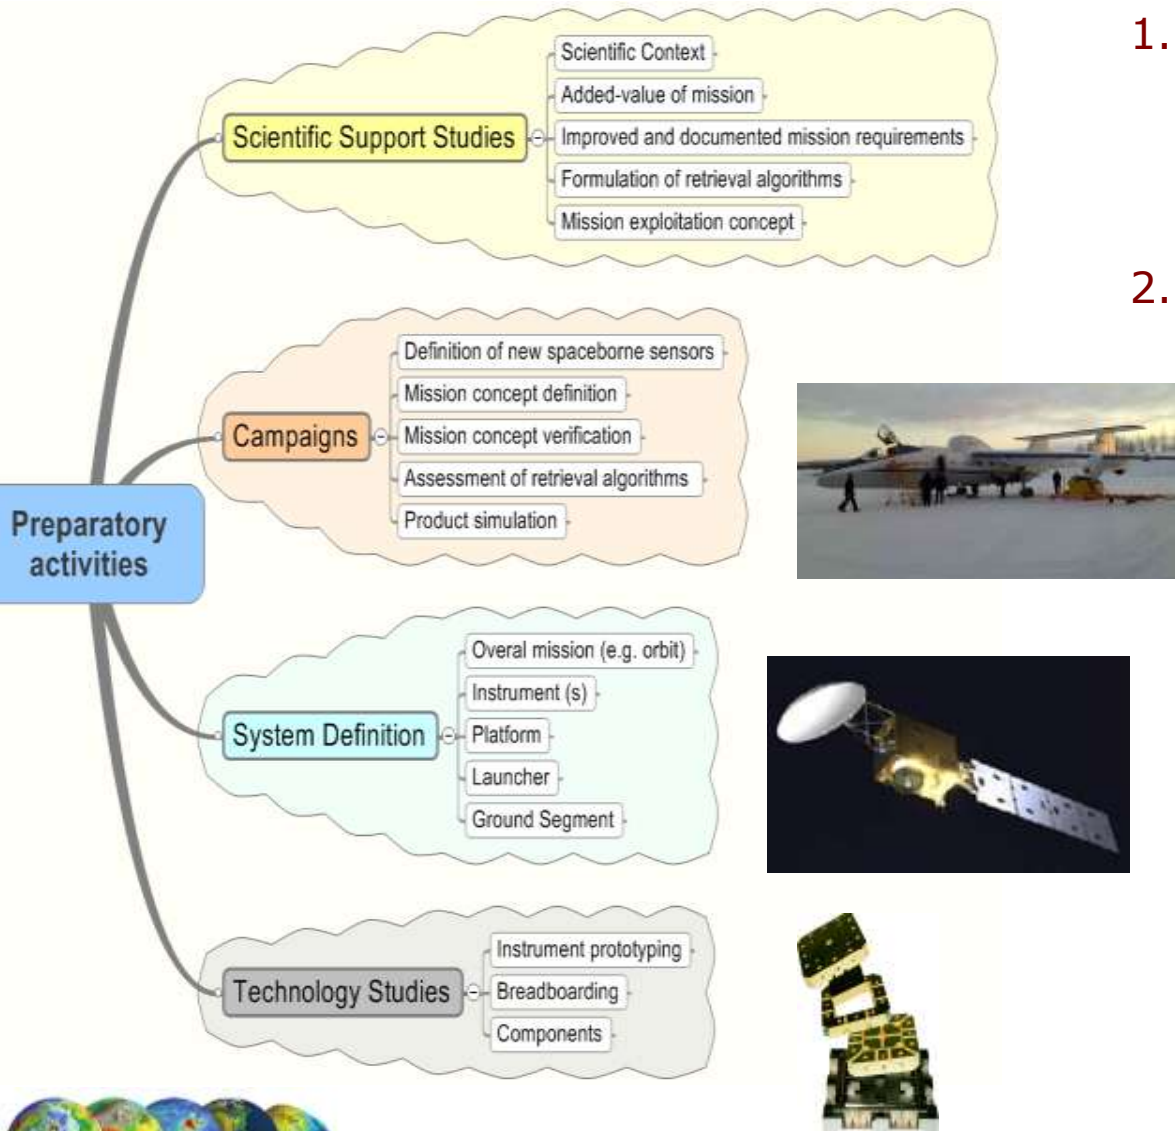 1.
Scientific Support Studies
Scientific Context
Added-value of mission
Improved and documented mission requirements
Formulation of retrieval algorithms
Mission exploitation concept
2.
Campaigns
Definition of new spaceborne sensors
Mission concept definition
Mission concept verification
Assessment of retrieval algorithms
Product simulation
Preparatory
activities
System Definition
Overal mission (e.g. orbit)
Instrument (s)
Platform
Launcher
Ground Segment
Technology Studies
Instrument prototyping
Breadboarding
Components